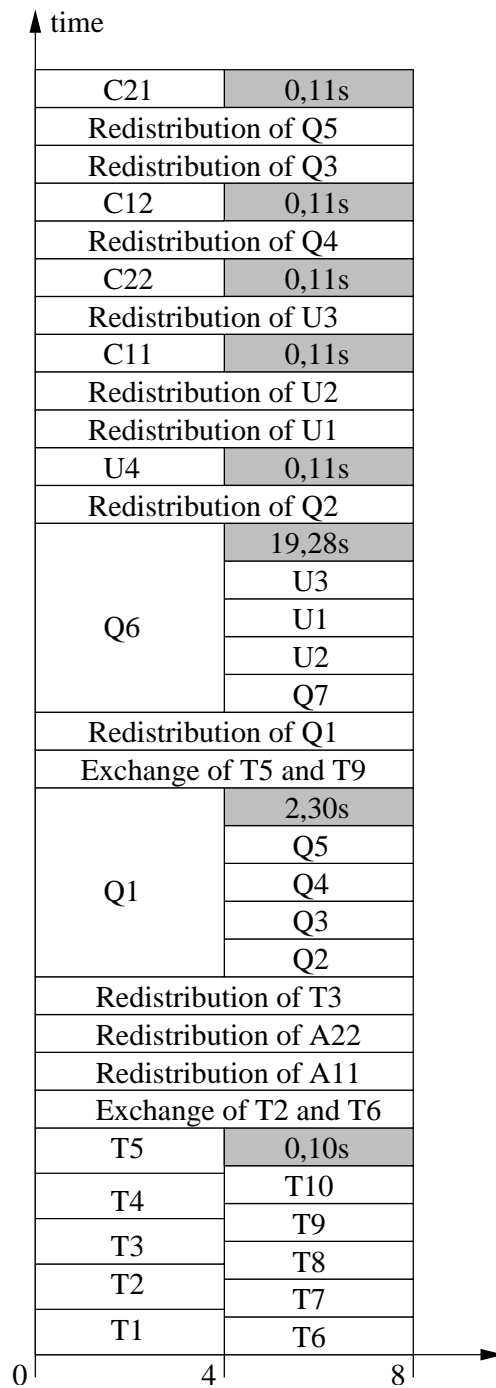 time
C21 0,11s
Redistribution of Q5
Redistribution of Q3
C12 0,11s
Redistribution of Q4
C22 0,11s
Redistribution of U3
C11 0,11s
Redistribution of U2
Redistribution of U1
U4 0,11s
Redistribution of Q2
19,28s
U3
Q6 U1
U2
Q7
Redistribution of Q1
Exchange of T5 and T9
2,30s
Q5
Q1 Q4
Q3
Q2
Redistribution of T3
Redistribution of A22
Redistribution of A11
Exchange of T2 and T6
T5 0,10s
T4 T10
T9
T3 T8
T2 T7
T1 T6
0 4 8